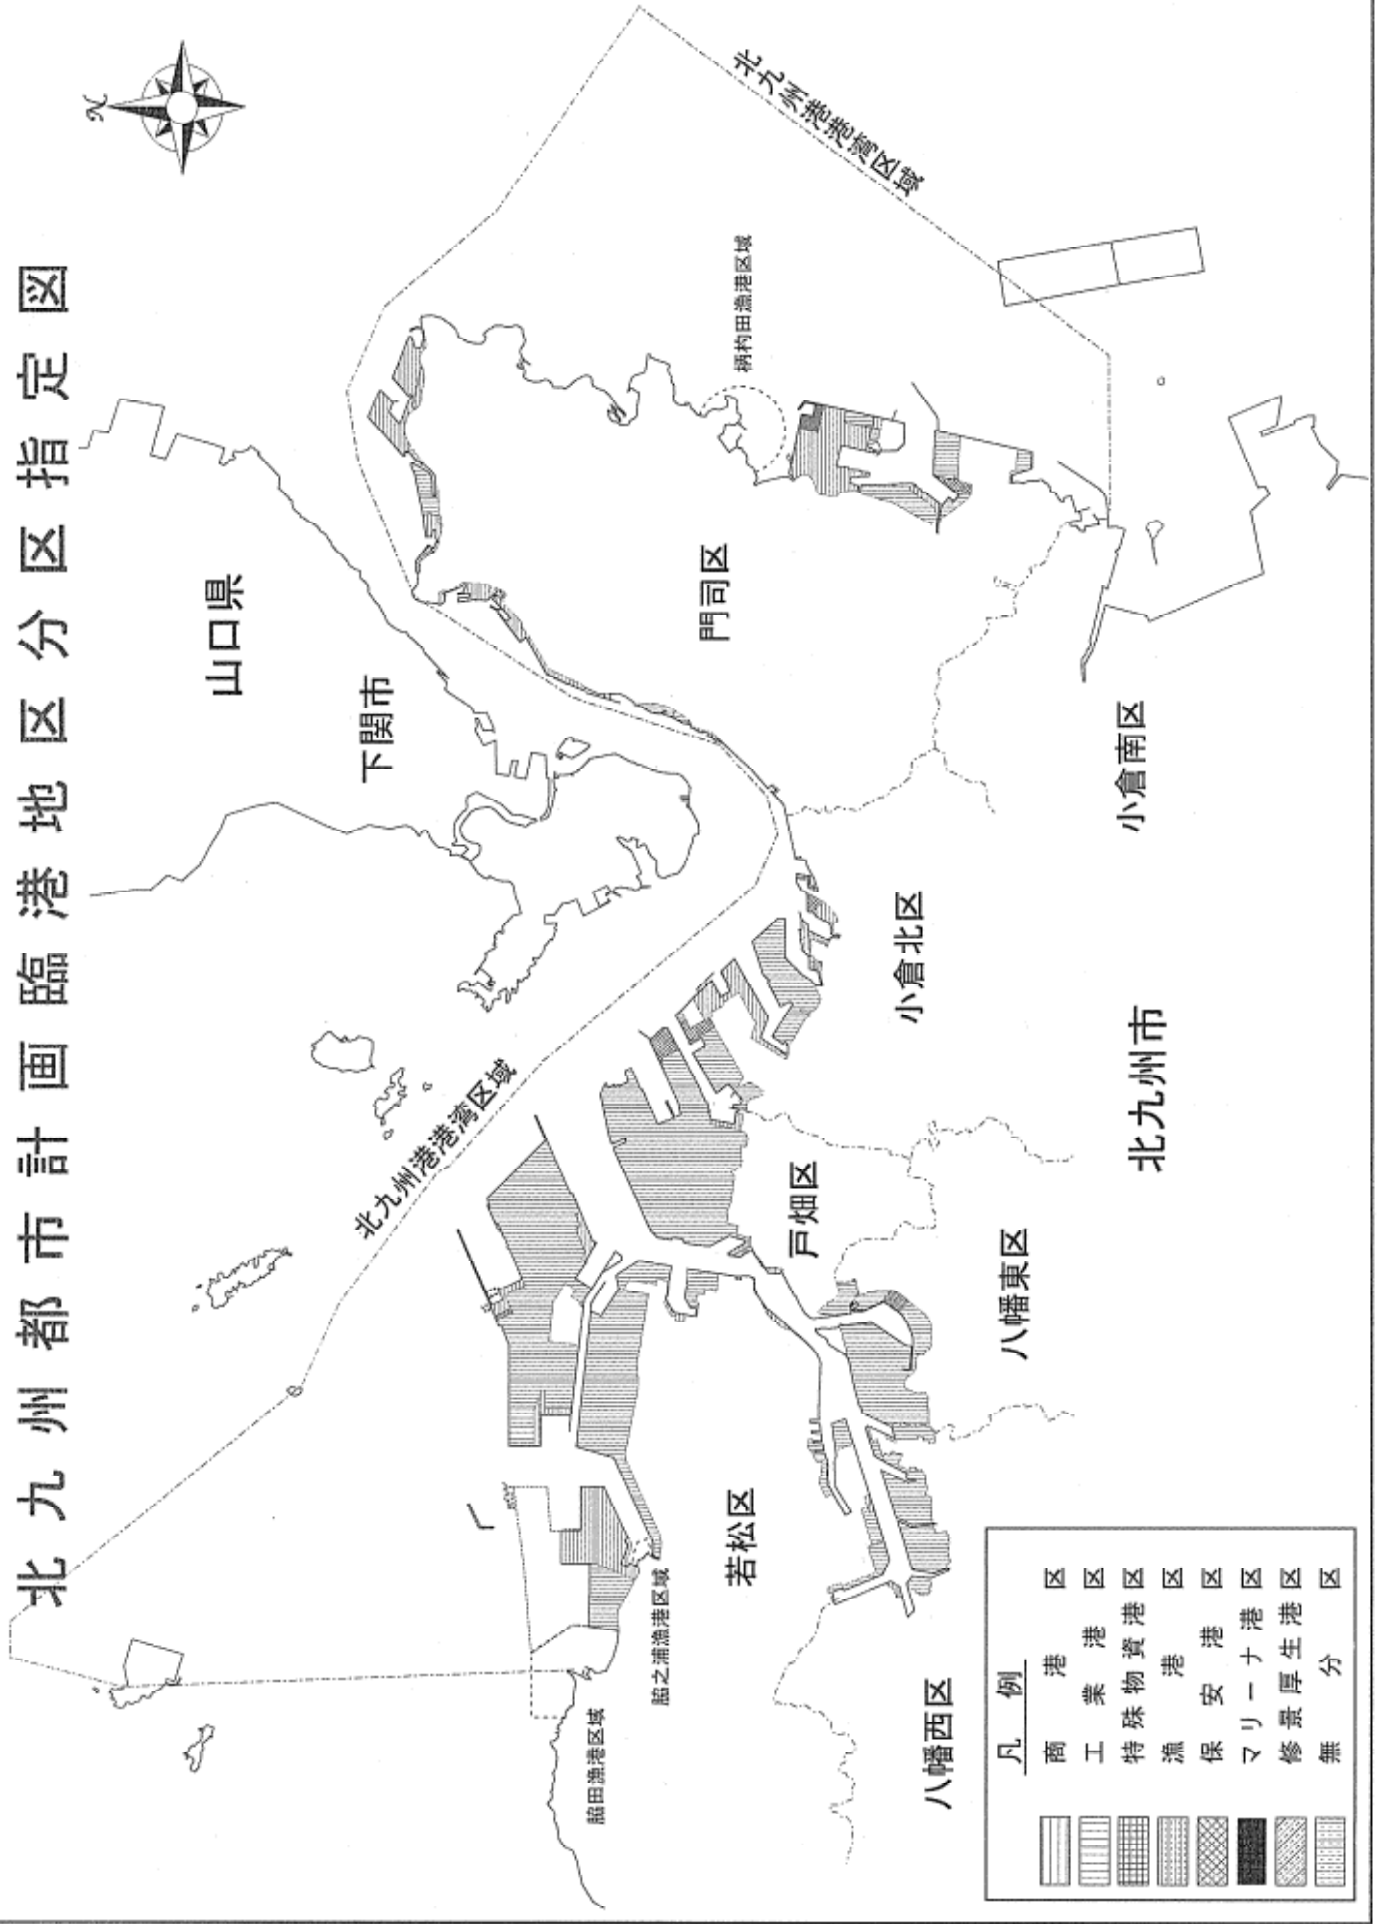 北九州都市計画臨港地区分区指定図
N
山口県
下関市
北九州港港湾区域
北九州港港湾区域
柄杓田漁港区域
門司区
小倉南区
小倉北区
北九州市
戸畑区
八幡東区
若松区
脇之浦漁港区域
脇田漁港区域
八幡西区
凡例
商港区
工業港区
特殊物資港区
漁港区
保安港区
マリーナ港区
修景厚生港区
無分区